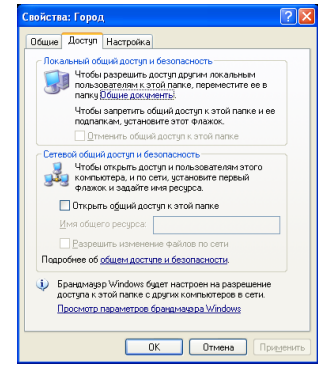 Свойства: Город
Общие Доступ Настройка
Локальный общий доступ и безопасность
Чтобы разрешить доступ другим локальным
пользователям к этой папке, переместите ее в
папку Общие документы.
Чтобы запретить общий доступ к этой папке и ее
подпапкам, установите этот флажок.
Отменить общий доступ к этой папке
Сетевой общий доступ и безопасность
Чтобы открыть доступ и пользователям этого
компьютера, и по сети, установите первый
флажок и задайте имя ресурса.
Открыть общий доступ к этой папке
Имя общего ресурса:
Разрешить изменение файлов по сети
Подробнее об общем доступе и безопасности.
Брандмауэр Windows будет настроен на разрешение
доступа к этой папке с других компьютеров в сети.
Просмотр параметров брандмауэра Windows
OK Отмена Применить